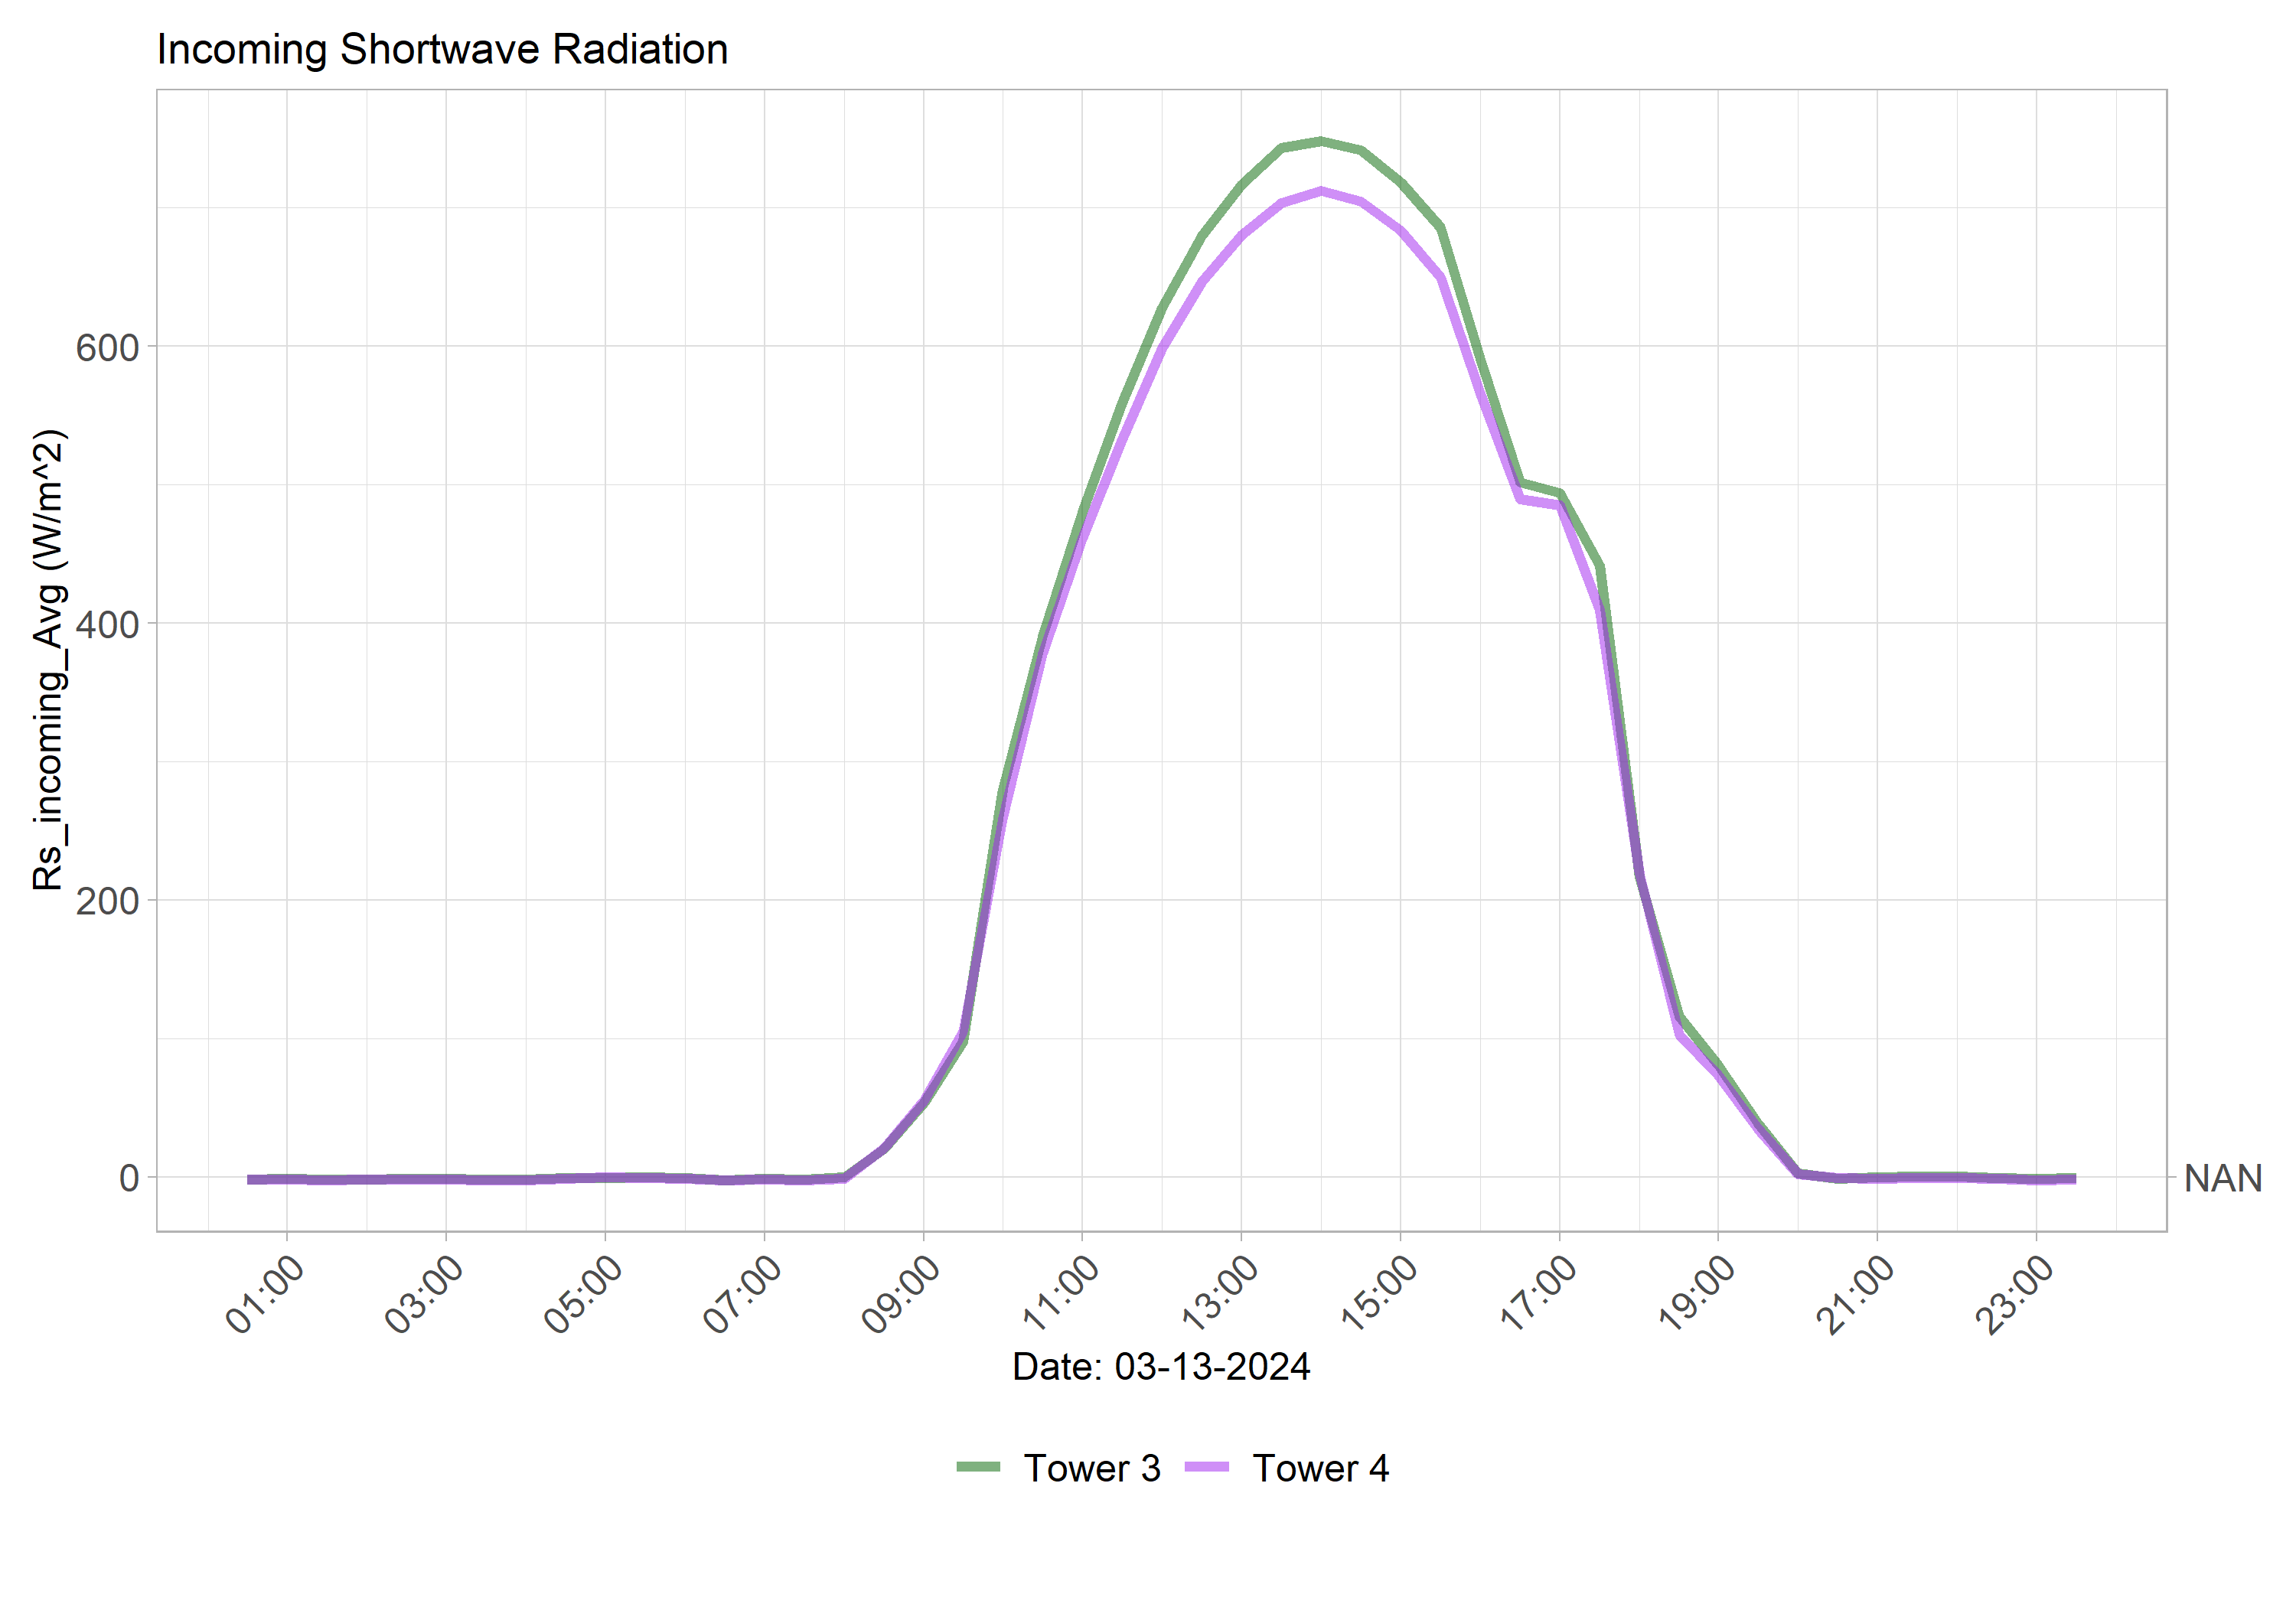 Incoming Shortwave Radiation
Rs_incoming_Avg (W/m^2)
600
400
200
0
NAN
01:00
03:00
05:00
07:00
09:00
11:00
13:00
15:00
17:00
19:00
21:00
23:00
Date: 03-13-2024
Tower 3
Tower 4